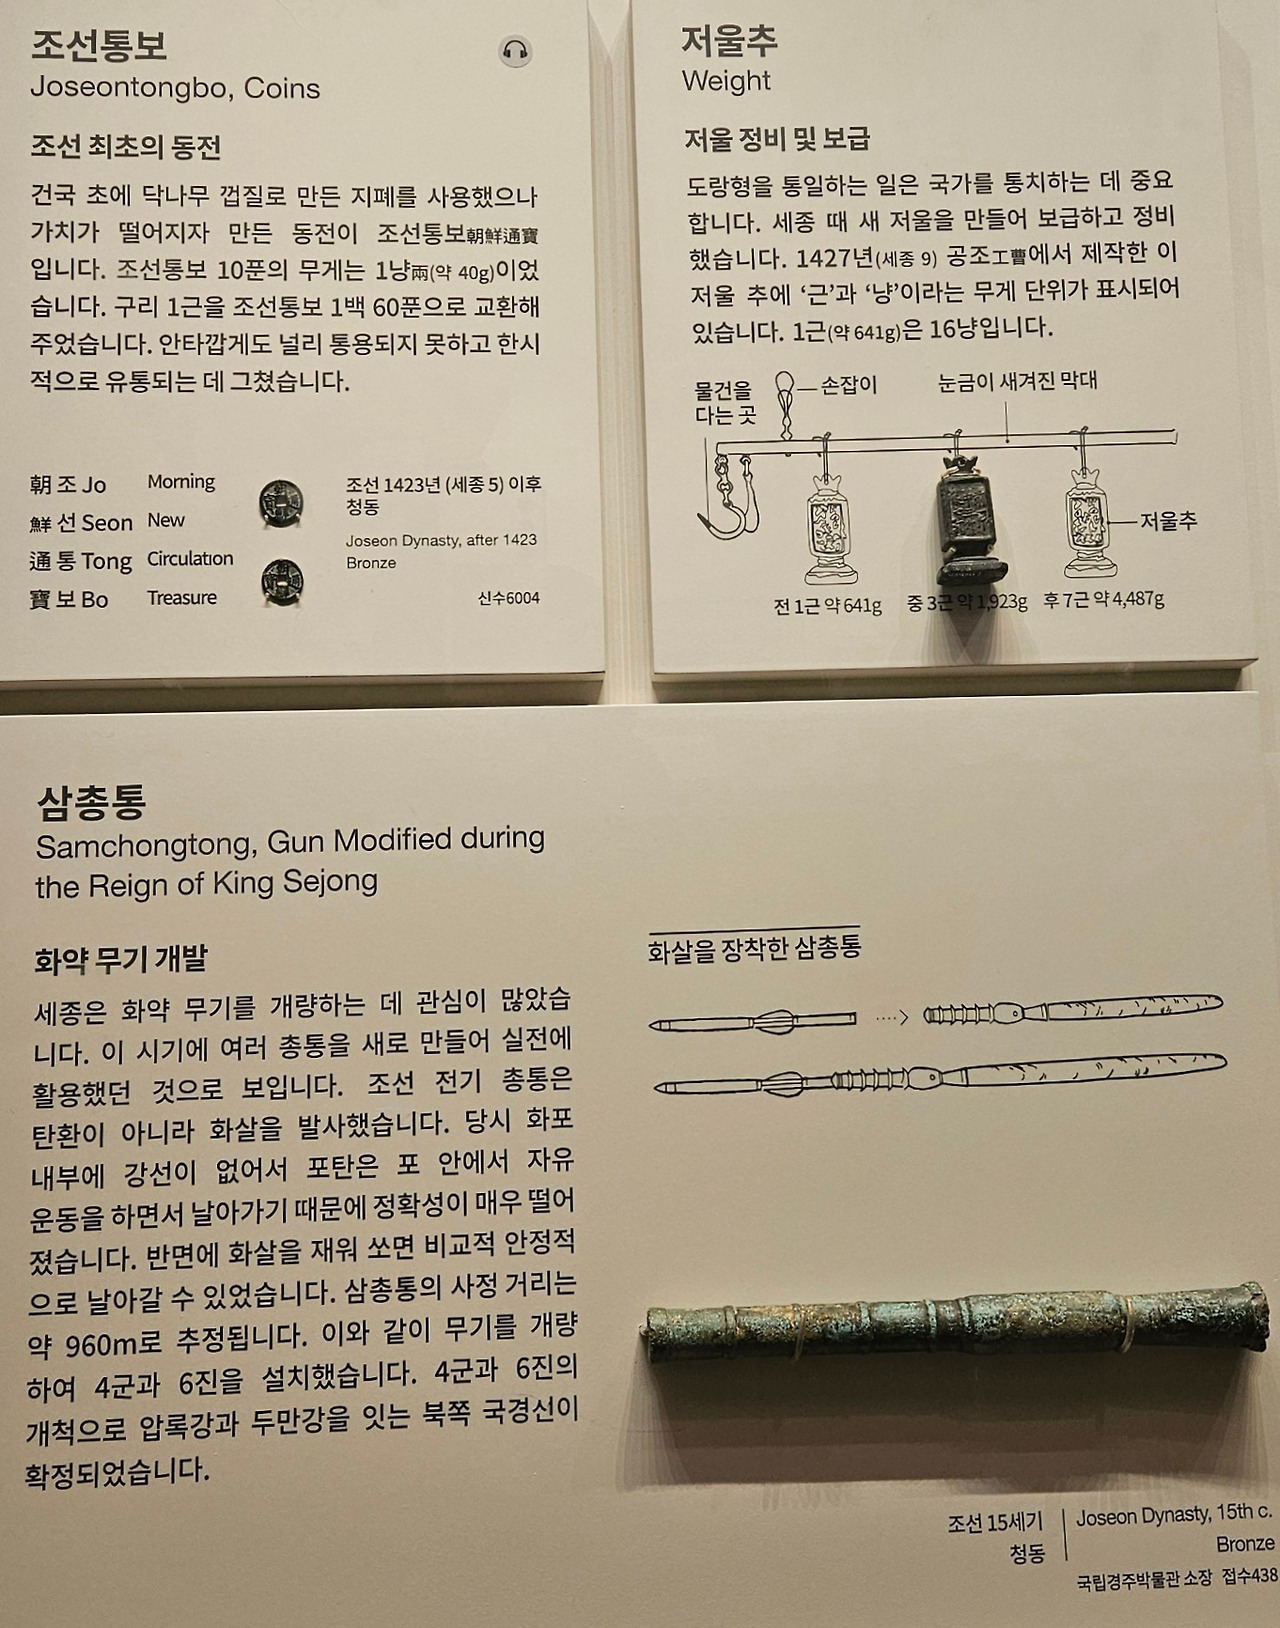 조선통보
Joseontongbo, Coins
조선 최초의 동전
건국 초에 닥나무 껍질로 만든 지폐를 사용했으나
가치가 떨어지자 만든 동전이 조선통보朝鮮通寶
입니다. 조선통보 10푼의 무게는 1냥兩(약 40g)이었
습니다. 구리 1근을 조선통보 1백 60푼으로 교환해
주었습니다. 안타깝게도 널리 통용되지 못하고 한시
적으로 유통되는 데 그쳤습니다.
朝 조 Jo Morning
鮮 선 Seon New
通 통 Tong Circulation
寶 보 Bo Treasure
조선 1423년 (세종 5) 이후
청동
Joseon Dynasty, after 1423
Bronze
신수6004
저울추
Weight
저울 정비 및 보급
도량형을 통일하는 일은 국가를 통치하는 데 중요
합니다. 세종 때 새 저울을 만들어 보급하고 정비
했습니다. 1427년(세종 9) 공조工曹에서 제작한 이
저울 추에 ‘근’과 ‘냥’이라는 무게 단위가 표시되어
있습니다. 1근(약 641g)은 16냥입니다.
물건을
다는 곳
손잡이
눈금이 새겨진 막대
저울추
전 1근 약 641g
중 3근 약 1,923g
후 7근 약 4,487g
삼총통
Samchongtong, Gun Modified during
the Reign of King Sejong
화약 무기 개발
세종은 화약 무기를 개량하는 데 관심이 많았습
니다. 이 시기에 여러 총통을 새로 만들어 실전에
활용했던 것으로 보입니다. 조선 전기 총통은
탄환이 아니라 화살을 발사했습니다. 당시 화포
내부에 강선이 없어서 포탄은 포 안에서 자유
운동을 하면서 날아가기 때문에 정확성이 매우 떨어
졌습니다. 반면에 화살을 재워 쏘면 비교적 안정적
으로 날아갈 수 있었습니다. 삼총통의 사정 거리는
약 960m로 추정됩니다. 이와 같이 무기를 개량
하여 4군과 6진을 설치했습니다. 4군과 6진의
개척으로 압록강과 두만강을 잇는 북쪽 국경선이
확정되었습니다.
화살을 장착한 삼총통
조선 15세기
청동
Joseon Dynasty, 15th c.
Bronze
국립경주박물관 소장 접수438